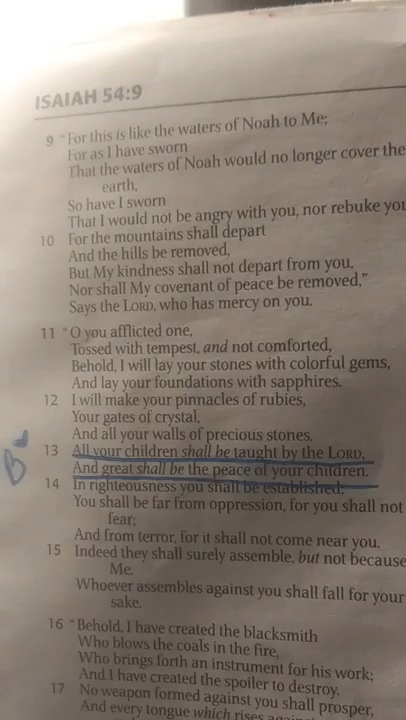 ISAIAH 54:9
9 "For this is like the waters of Noah to Me;
For as I have sworn
That the waters of Noah would no longer cover the
earth,
So have I sworn
That I would not be angry with you, nor rebuke you
10 For the mountains shall depart
And the hills be removed,
But My kindness shall not depart from you,
Nor shall My covenant of peace be removed,"
Says the LORD, who has mercy on you.
11 "O you afflicted one,
Tossed with tempest, and not comforted,
Behold, I will lay your stones with colorful gems,
And lay your foundations with sapphires.
12 I will make your pinnacles of rubies,
Your gates of crystal,
And all your walls of precious stones.
B 13 All your children shall be taught by the LORD,
And great shall be the peace of your children.
14 In righteousness you shall be established;
You shall be far from oppression, for you shall not
fear;
And from terror, for it shall not come near you.
15 Indeed they shall surely assemble, but not because
Me.
Whoever assembles against you shall fall for your
sake.
16 "Behold, I have created the blacksmith
Who blows the coals in the fire,
Who brings forth an instrument for his work;
And I have created the spoiler to destroy.
17 No weapon formed against you shall prosper,
And every tongue which rises